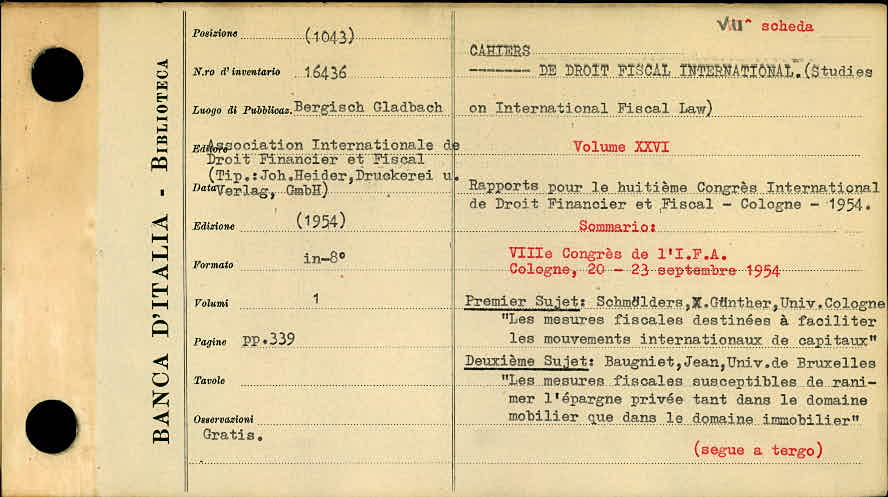 BANCA D'ITALIA - BIBLIOTECA
Posizione (1043)
N.ro d'inventario 16436
Luogo di Pubblicaz. Bergisch Gladbach
Editore Association Internationale de
Droit Financier et Fiscal
(Tip.:Joh.Heider,Druckerei u.
Data Verlag, GmbH)
Edizione (1954)
Formato in-8°
Volumi 1
Pagine pp.339
Tavole
Osservazioni
Gratis.
scheda
CAHIERS
------- DE DROIT FISCAL INTERNATIONAL.(Studies
on International Fiscal Law)
Volume XXVI
Rapports pour le huitième Congrès International
de Droit Financier et Fiscal - Cologne - 1954.
Sommario:
VIIIe Congrès de l'I.F.A.
Cologne, 20 - 23 septembre 1954
Premier Sujet: Schmölders,X.Günther,Univ.Cologne
"Les mesures fiscales destinées à faciliter
les mouvements internationaux de capitaux"
Deuxième Sujet: Baugniet,Jean,Univ.de Bruxelles
"Les mesures fiscales susceptibles de rani-
mer l'épargne privée tant dans le domaine
mobilier que dans le domaine immobilier"
(segue a tergo)